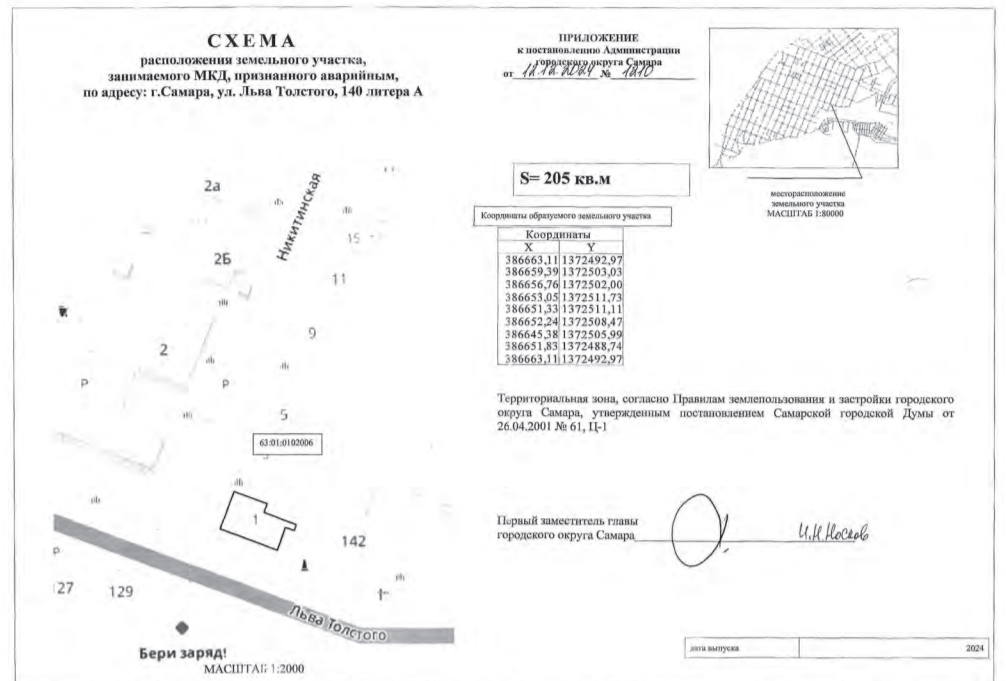 СХЕМА
расположения земельного участка,
занимаемого МКД, признанного аварийным,
по адресу: г.Самара, ул. Льва Толстого, 140 литера А
ПРИЛОЖЕНИЕ
к постановлению Администрации
городского округа Самара
от 12.12.2024 № 1210
месторасположение
земельного участка
МАСШТАБ 1:80000
S= 205 кв.м
Координаты образуемого земельного участка
Координаты
X Y
386663,11 1372492,97
386659,39 1372503,03
386656,76 1372502,00
386653,05 1372511,73
386651,33 1372511,11
386652,24 1372508,47
386645,38 1372505,99
386651,83 1372488,74
386663,11 1372492,97
Территориальная зона, согласно Правилам землепользования и застройки городского
округа Самара, утвержденным постановлением Самарской городской Думы от
26.04.2001 № 61, Ц-1
Первый заместитель главы
городского округа Самара
И.Н Носков
дата выпуска 2024
2а
Никитинская
15
2Б
11
9
2
Р
Р
5
63:01:0102006
1
142
Р
27
129
Льва Толстого
Бери заряд!
МАСШТАБ 1:2000